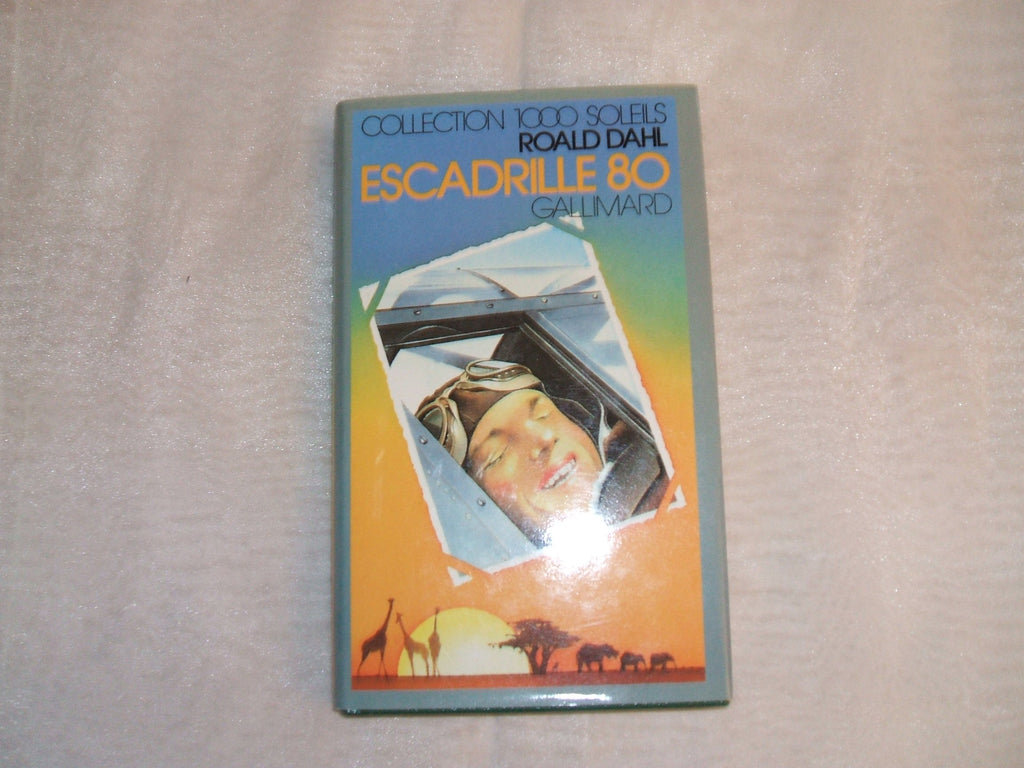 COLLECTION 1000 SOLEILS
ROALD DAHL
ESCADRILLE 80
GALLIMARD